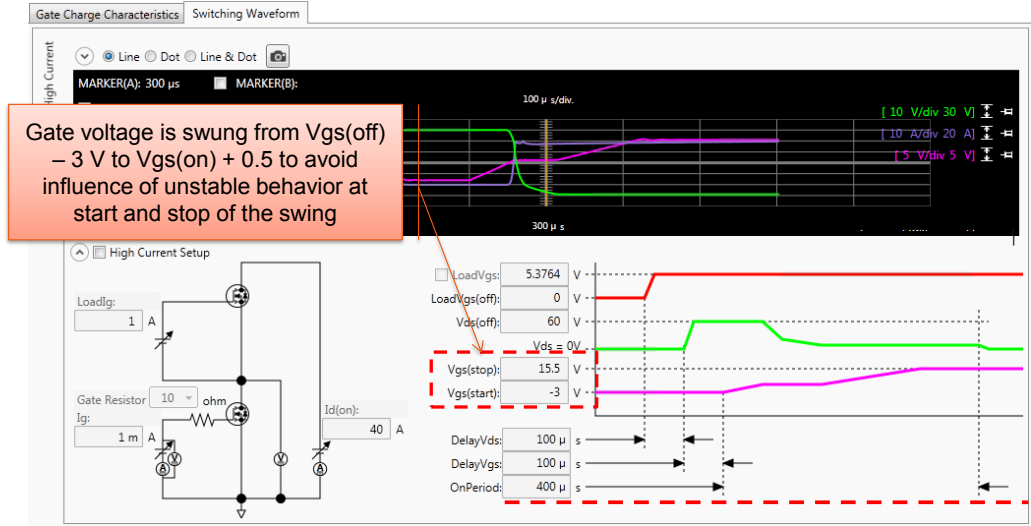 Gate Charge Characteristics Switching Waveform
High Current
Line Dot Line & Dot
MARKER(A): 300 µs MARKER(B):
100 µ s/div.
[ 10 V/div 30 V]
[ 10 A/div 20 A]
[ 5 V/div 5 V]
Gate voltage is swung from Vgs(off)
– 3 V to Vgs(on) + 0.5 to avoid
influence of unstable behavior at
start and stop of the swing
300 µ s
High Current Setup
LoadIg:
1 A
Gate Resistor 10 ohm
Ig:
1 m A
A
V
V
A
Id(on):
40 A
LoadVgs: 5.3764 V
LoadVgs(off): 0 V
Vds(off): 60 V
Vds = 0V
Vgs(stop): 15.5 V
Vgs(start): -3 V
DelayVds: 100 µ s
DelayVgs: 100 µ s
OnPeriod: 400 µ s